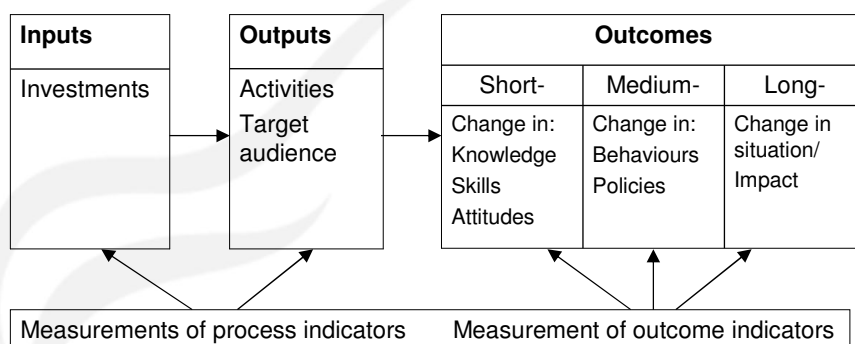 Inputs
Investments
Outputs
Activities
Target
audience
Outcomes
Short-
Change in:
Knowledge
Skills
Attitudes
Medium-
Change in:
Behaviours
Policies
Long-
Change in
situation/
Impact
Measurements of process indicators
Measurement of outcome indicators